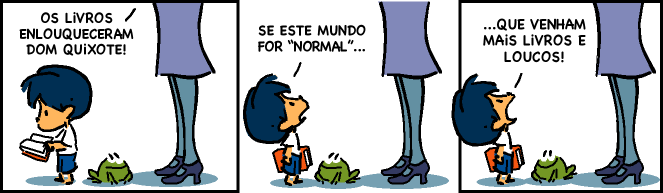 OS LIVROS
ENLOUQUECERAM
DOM QUIXOTE!
SE ESTE MUNDO
FOR "NORMAL"...
...QUE VENHAM
MAIS LIVROS E
LOUCOS!